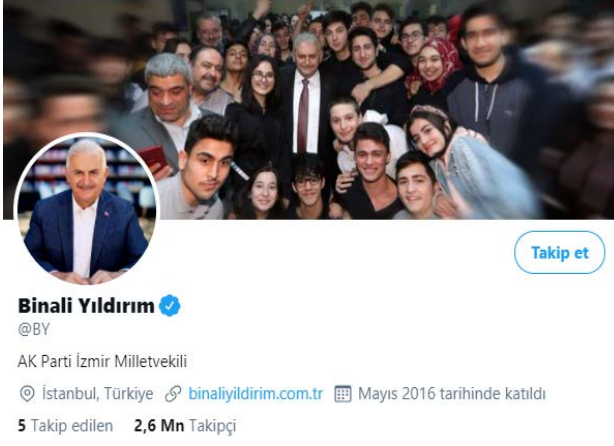 Takip et
Binali Yıldırım
@BY
AK Parti İzmir Milletvekili
İstanbul, Türkiye binaliyildirim.com.tr Mayıs 2016 tarihinde katıldı
5 Takip edilen 2,6 Mn Takipçi